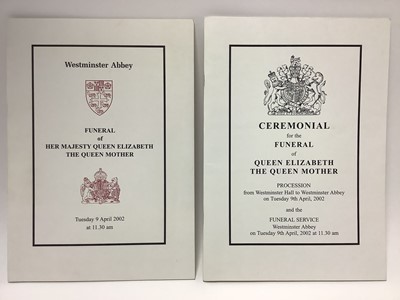 Westminster Abbey
FUNERAL
of
HER MAJESTY QUEEN ELIZABETH
THE QUEEN MOTHER
Tuesday 9 April 2002
at 11.30 am
CEREMONIAL
for the
FUNERAL
of
QUEEN ELIZABETH
THE QUEEN MOTHER
PROCESSION
from Westminster Hall to Westminster Abbey
on Tuesday 9th April, 2002
and the
FUNERAL SERVICE
Westminster Abbey
on Tuesday 9th April, 2002 at 11.30 am